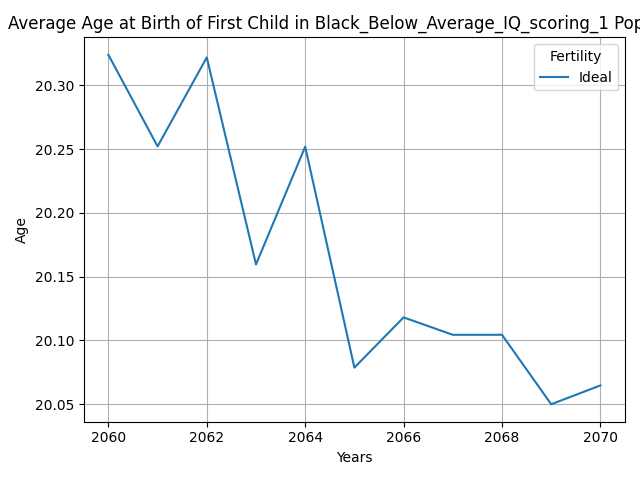 Average Age at Birth of First Child in Black_Below_Average_IQ_scoring_1 Pop
Fertility
Ideal
20.30
20.25
20.20
20.15
20.10
20.05
Age
2060 2062 2064 2066 2068 2070
Years